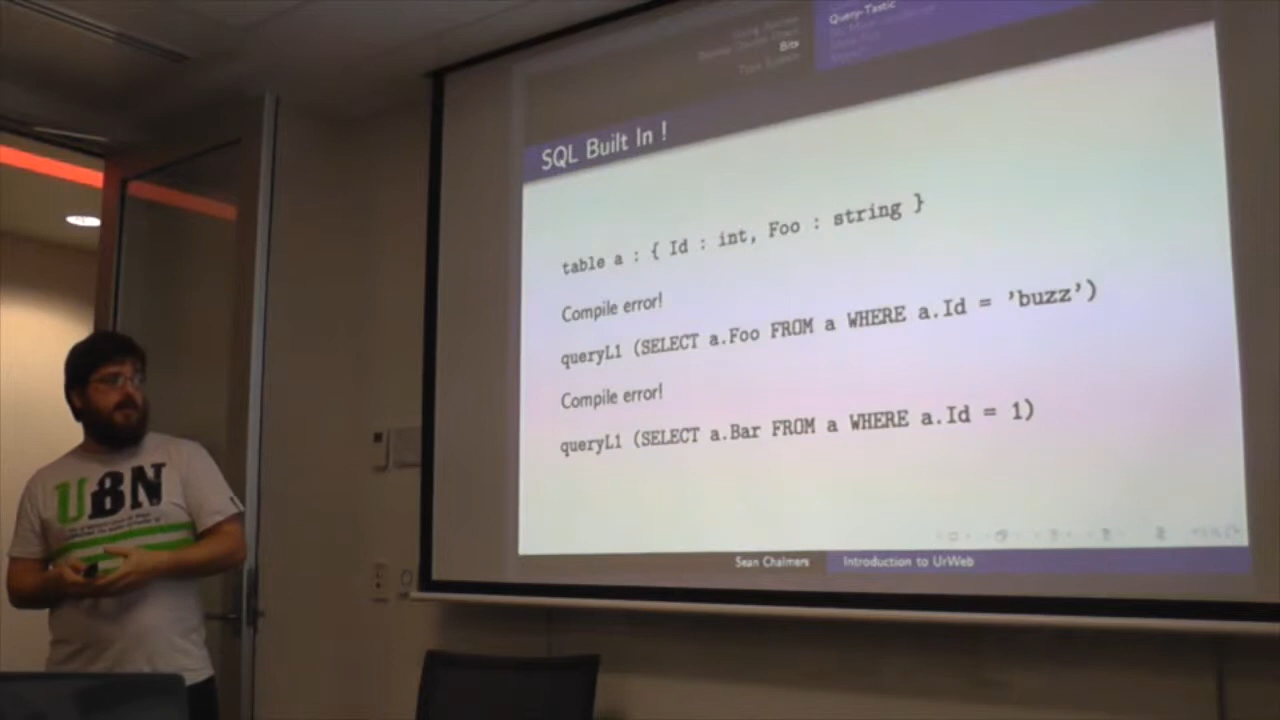 Bits
Query-Tastic
SQL Built In !
table a : { Id : int, Foo : string }
Compile error!
queryL1 (SELECT a.Foo FROM a WHERE a.Id = 'buzz')
Compile error!
queryL1 (SELECT a.Bar FROM a WHERE a.Id = 1)
Sean Chalmers
Introduction to UrWeb
UBN